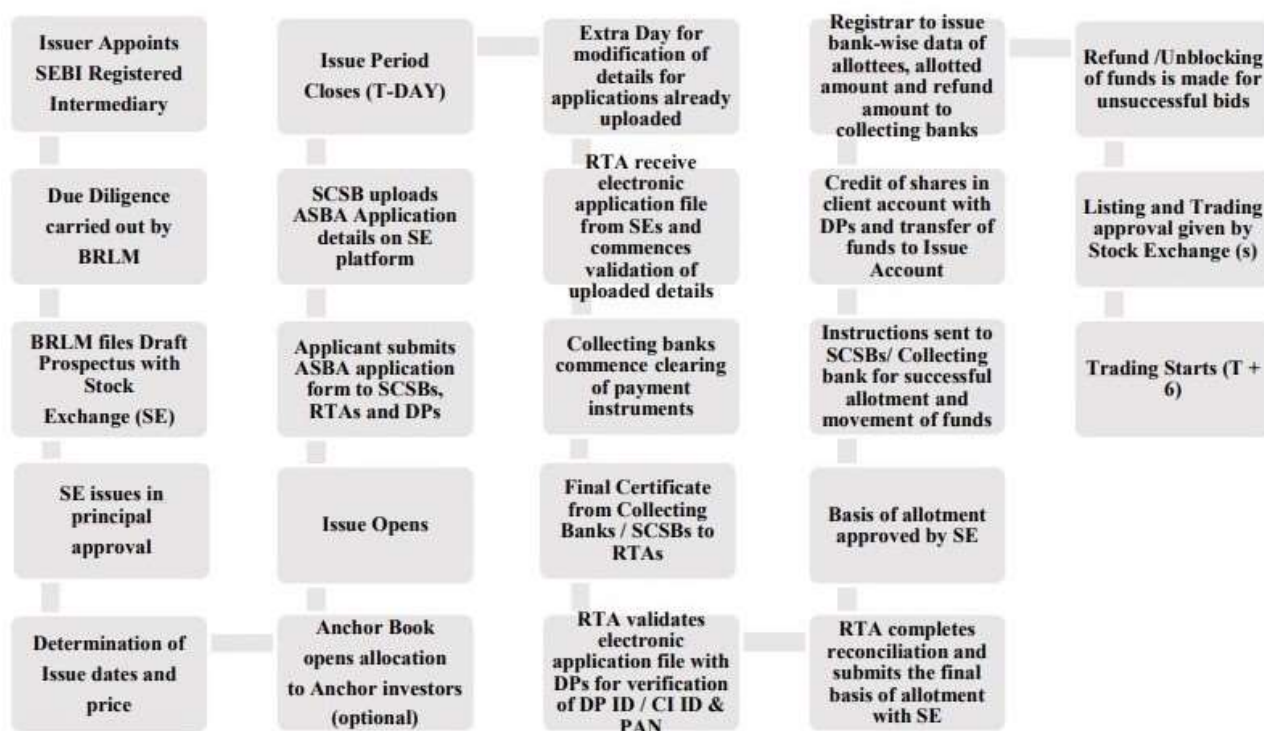 Issuer Appoints
SEBI Registered
Intermediary
Due Diligence
carried out by
BRLM
BRLM files Draft
Prospectus with
Stock
Exchange (SE)
SE issues in
principal
approval
Determination of
Issue dates and
price
Anchor Book
opens allocation
to Anchor investors
(optional)
Issue Opens
Applicant submits
ASBA application
form to SCSBs,
RTAs and DPs
SCSB uploads
ASBA Application
details on SE
platform
Issue Period
Closes (T-DAY)
Extra Day for
modification of
details for
applications already
uploaded
RTA receive
electronic
application file
from SEs and
commences
validation of
uploaded details
Collecting banks
commence clearing
of payment
instruments
Final Certificate
from Collecting
Banks / SCSBs to
RTAs
RTA validates
electronic
application file with
DPs for verification
of DP ID / CI ID &
PAN
RTA completes
reconciliation and
submits the final
basis of allotment
with SE
Basis of allotment
approved by SE
Instructions sent to
SCSBs/ Collecting
bank for successful
allotment and
movement of funds
Credit of shares in
client account with
DPs and transfer of
funds to Issue
Account
Registrar to issue
bank-wise data of
allottees, allotted
amount and refund
amount to
collecting banks
Refund /Unblocking
of funds is made for
unsuccessful bids
Listing and Trading
approval given by
Stock Exchange (s)
Trading Starts (T +
6)